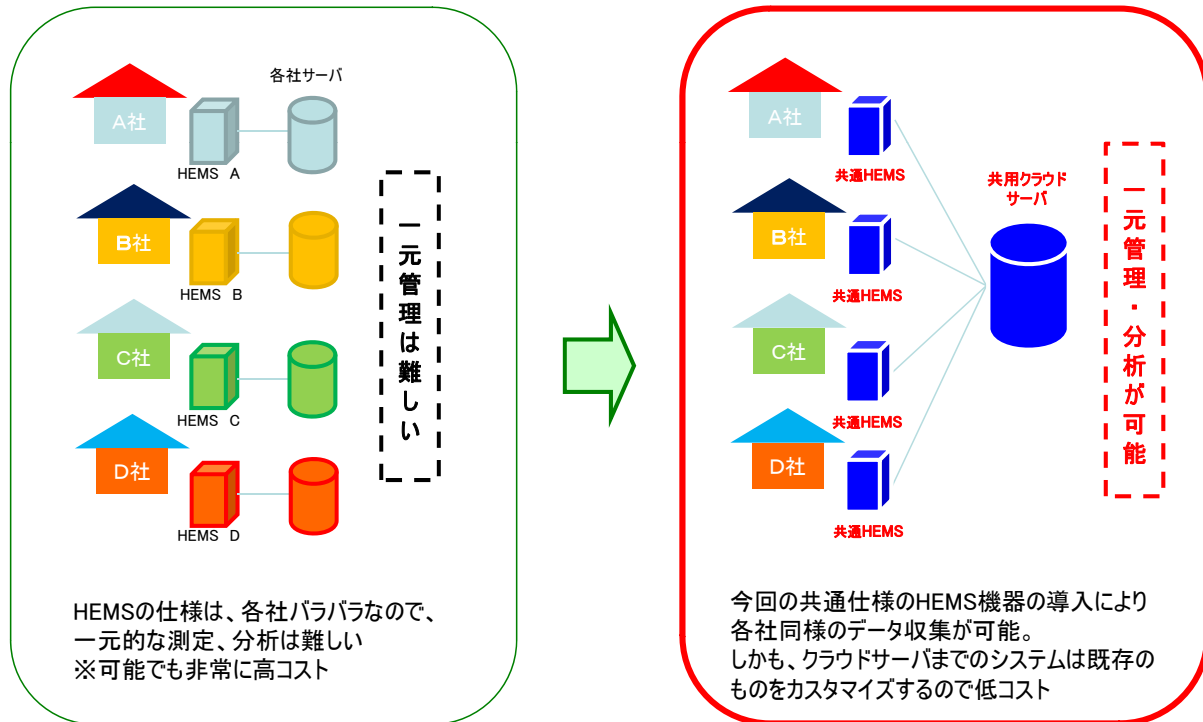 各社サーバ
A社
HEMS A
B社
HEMS B
C社
HEMS C
D社
HEMS D
一元管理は難しい
HEMSの仕様は、各社バラバラなので、
一元的な測定、分析は難しい
※可能でも非常に高コスト
A社
共通HEMS
B社
共通HEMS
C社
共通HEMS
D社
共通HEMS
共用クラウド
サーバ
一元管理・分析が可能
今回の共通仕様のHEMS機器の導入により
各社同様のデータ収集が可能。
しかも、クラウドサーバまでのシステムは既存の
ものをカスタマイズするので低コスト